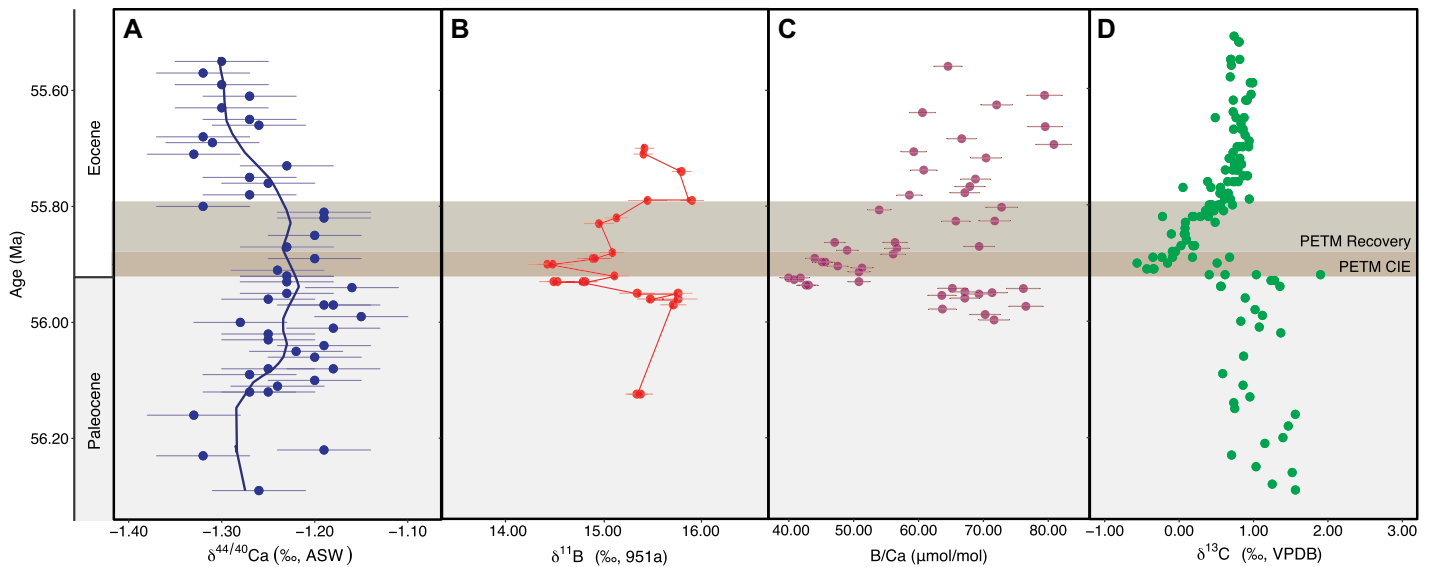 A
B
C
D
Eocene
Paleocene
Age (Ma)
55.60
55.80
56.00
56.20
PETM Recovery
PETM CIE
−1.40 −1.30 −1.20 −1.10
14.00 15.00 16.00
40.00 50.00 60.00 70.00 80.00
−1.00 0.00 1.00 2.00 3.00
δ⁴⁴/⁴⁰Ca (‰, ASW)
δ¹¹B (‰, 951a)
B/Ca (μmol/mol)
δ¹³C (‰, VPDB)